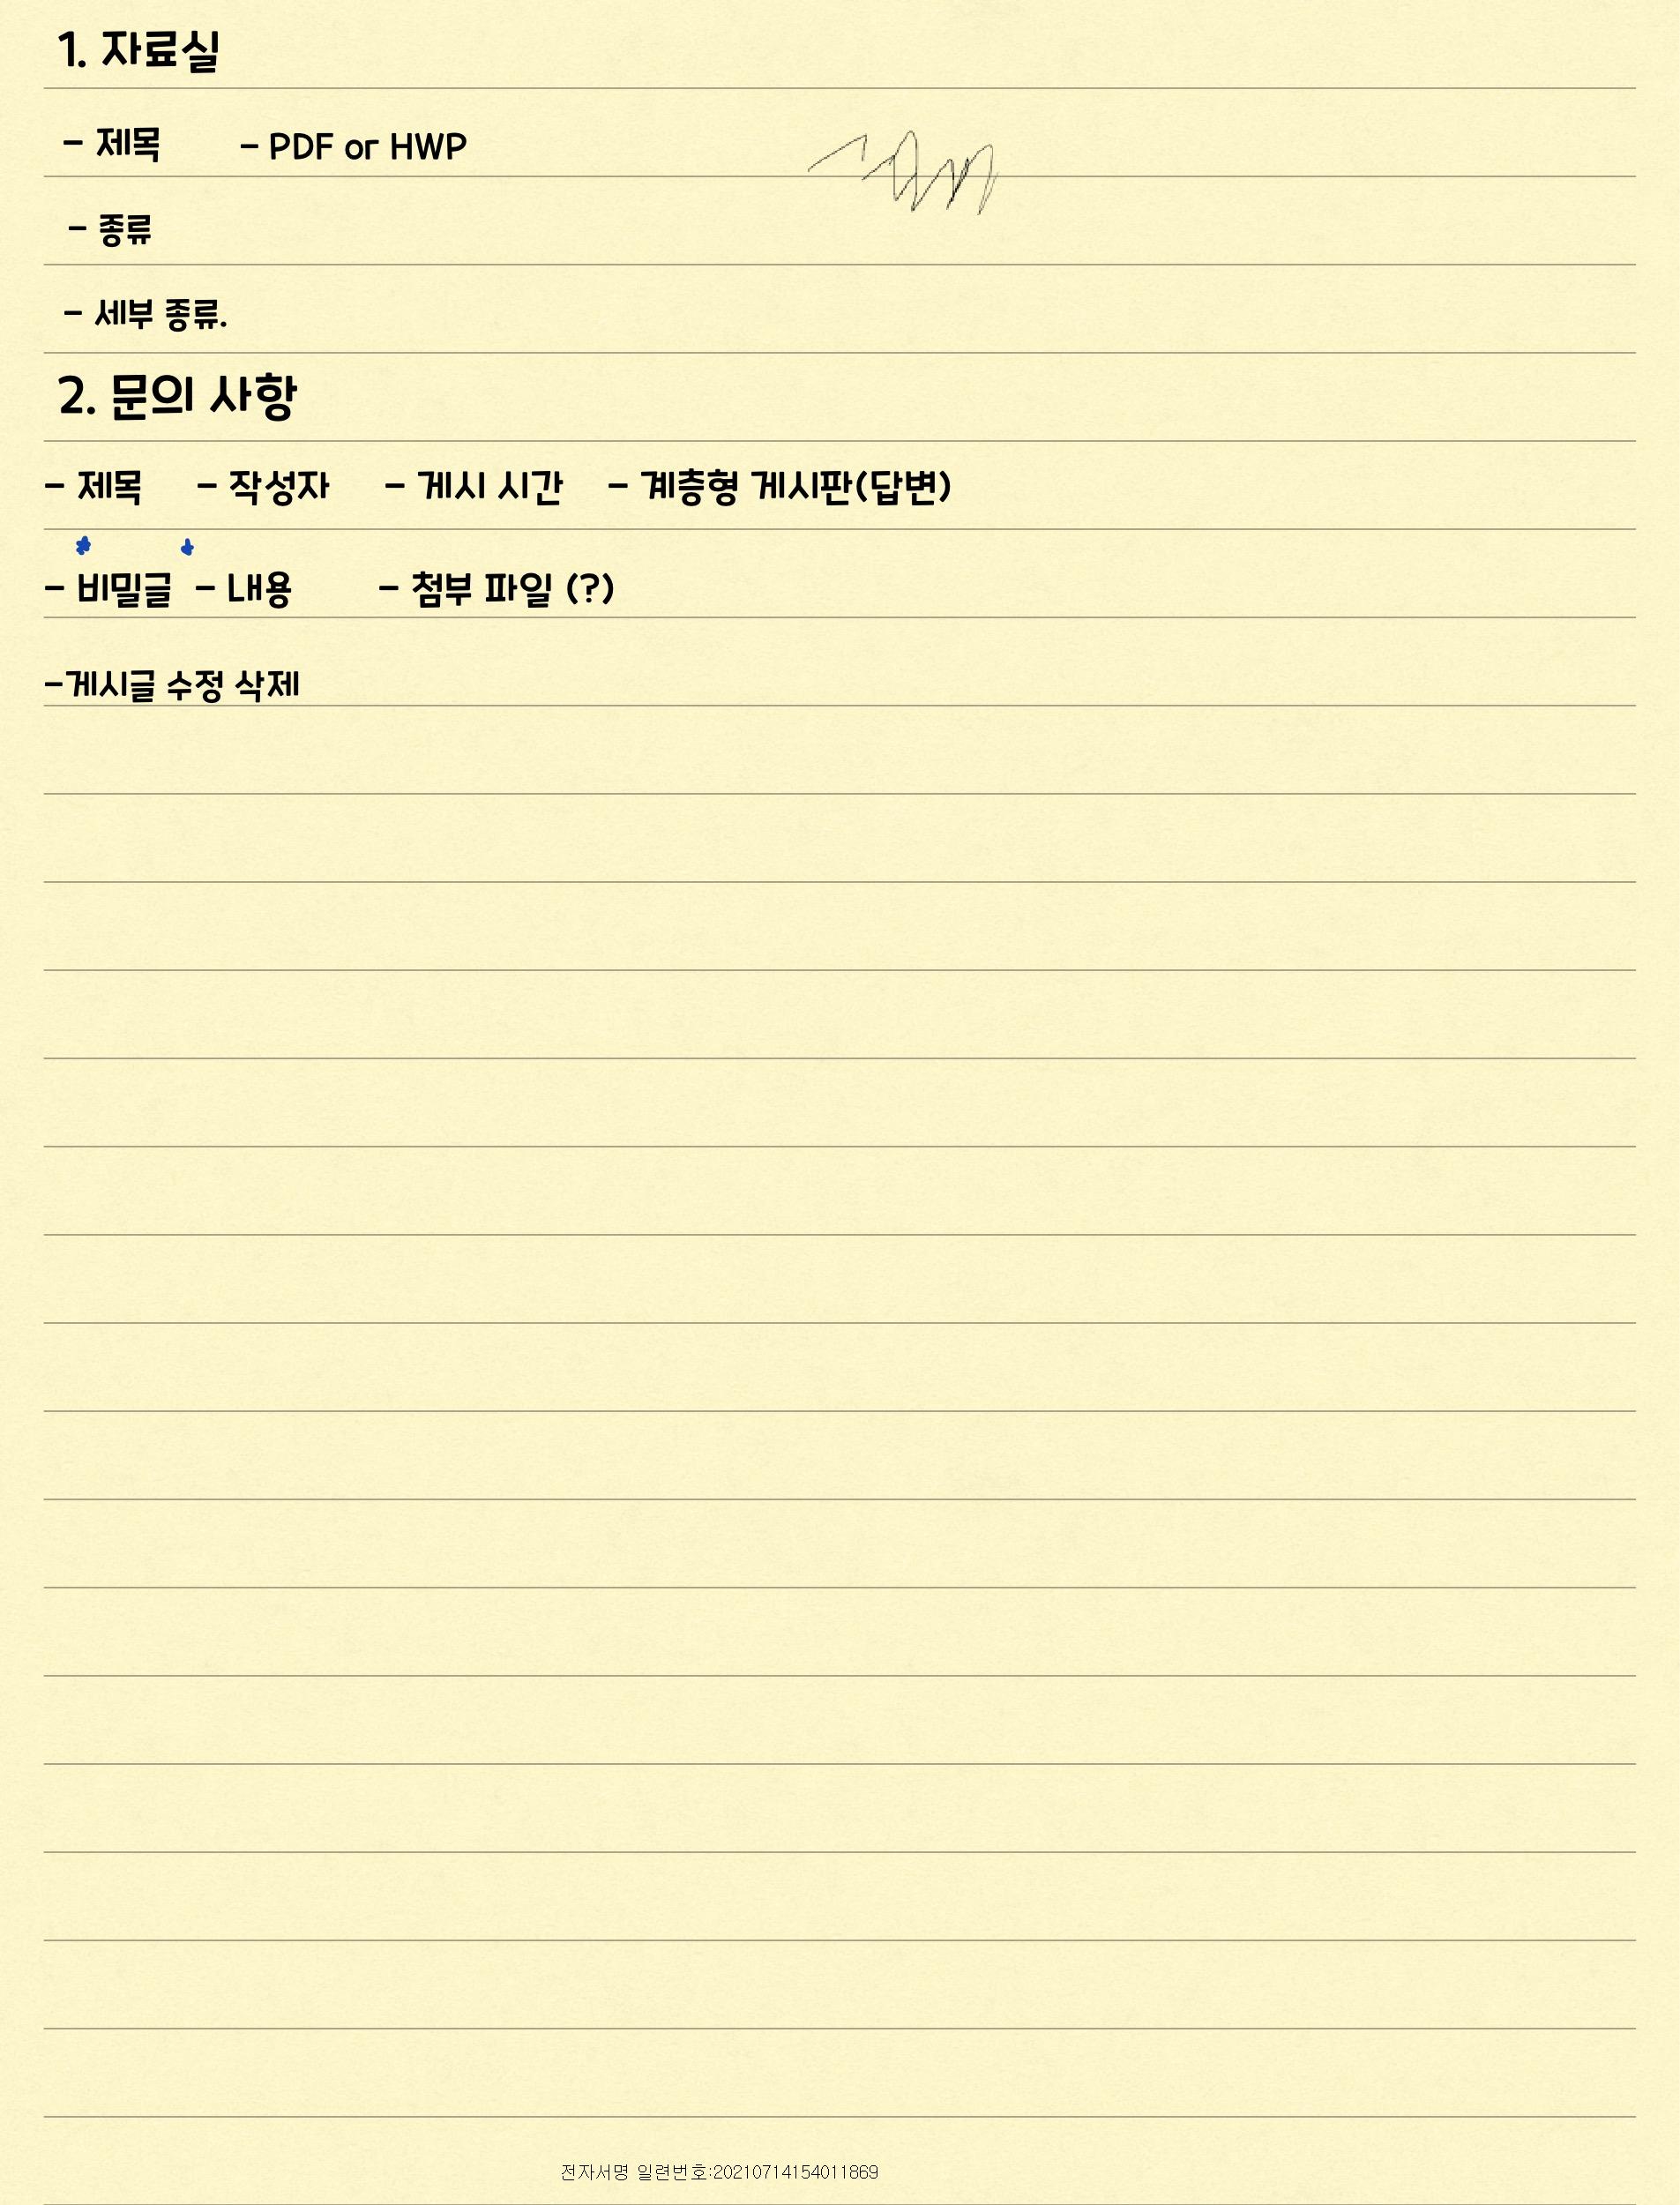 1. 자료실
- 제목 - PDF or HWP
- 종류
- 세부 종류.
2. 문의 사항
- 제목 - 작성자 - 게시 시간 - 계층형 게시판(답변)
- 비밀글 - 내용 - 첨부 파일 (?)
-게시글 수정 삭제
전자서명 일련번호:20210714154011869